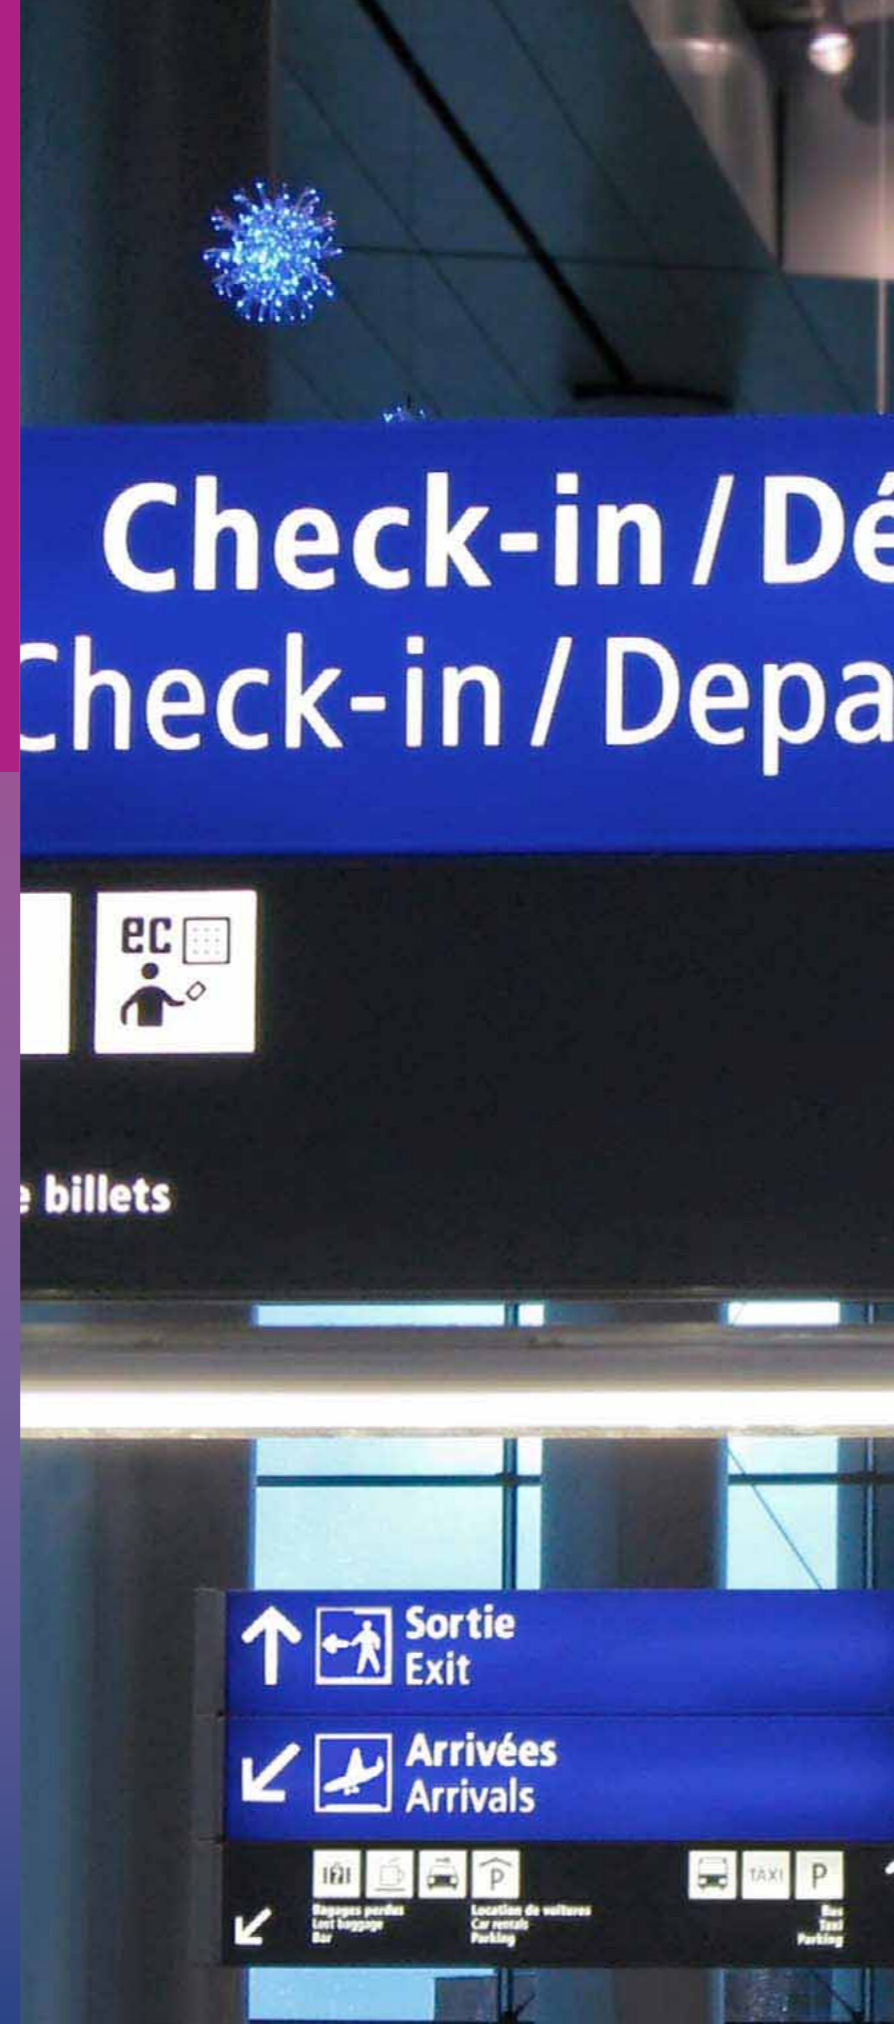 Check-in / Dé
Check-in / Depa
ec
e billets
Sortie
Exit
Arrivées
Arrivals
P
TAXI
P
Bagages perdus
Lost baggage
Bar
Location de voitures
Car rentals
Parking
Bus
Taxi
Parking